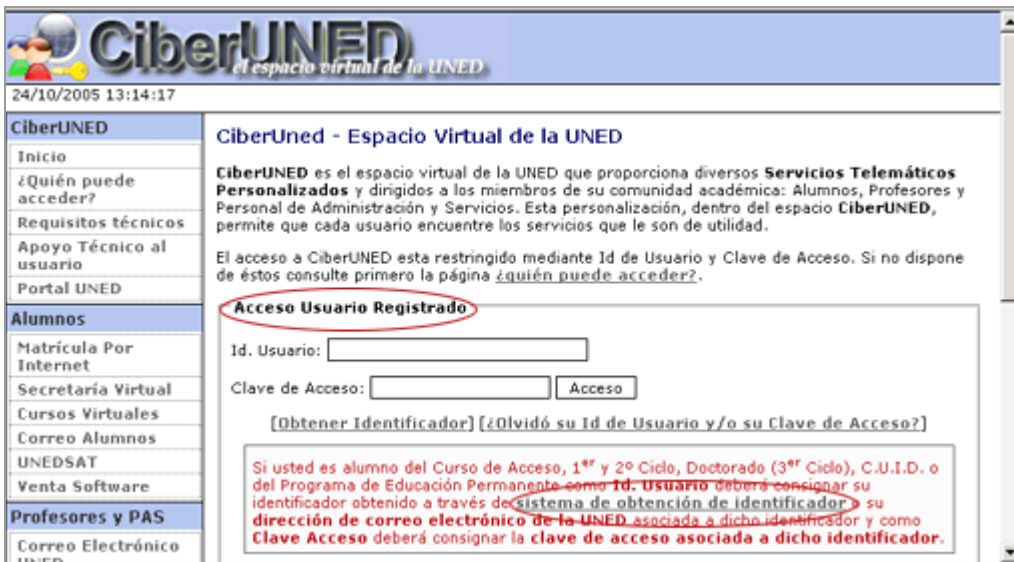 CiberUNED
el espacio virtual de la UNED
24/10/2005 13:14:17
CiberUNED
Inicio
¿Quién puede
acceder?
Requisitos técnicos
Apoyo Técnico al
usuario
Portal UNED
Alumnos
Matrícula Por
Internet
Secretaría Virtual
Cursos Virtuales
Correo Alumnos
UNEDSAT
Venta Software
Profesores y PAS
Correo Electrónico
UNED
CiberUned - Espacio Virtual de la UNED
CiberUNED es el espacio virtual de la UNED que proporciona diversos Servicios Telemáticos
Personalizados y dirigidos a los miembros de su comunidad académica: Alumnos, Profesores y
Personal de Administración y Servicios. Esta personalización, dentro del espacio CiberUNED,
permite que cada usuario encuentre los servicios que le son de utilidad.
El acceso a CiberUNED esta restringido mediante Id de Usuario y Clave de Acceso. Si no dispone
de éstos consulte primero la página ¿quién puede acceder?.
Acceso Usuario Registrado
Id. Usuario:
Clave de Acceso: Acceso
[Obtener Identificador] [¿Olvidó su Id de Usuario y/o su Clave de Acceso?]
Si usted es alumno del Curso de Acceso, 1er y 2º Ciclo, Doctorado (3er Ciclo), C.U.I.D. o
del Programa de Educación Permanente como Id. Usuario deberá consignar su
identificador obtenido a través de sistema de obtención de identificador o su
dirección de correo electrónico de la UNED asociada a dicho identificador y como
Clave Acceso deberá consignar la clave de acceso asociada a dicho identificador.